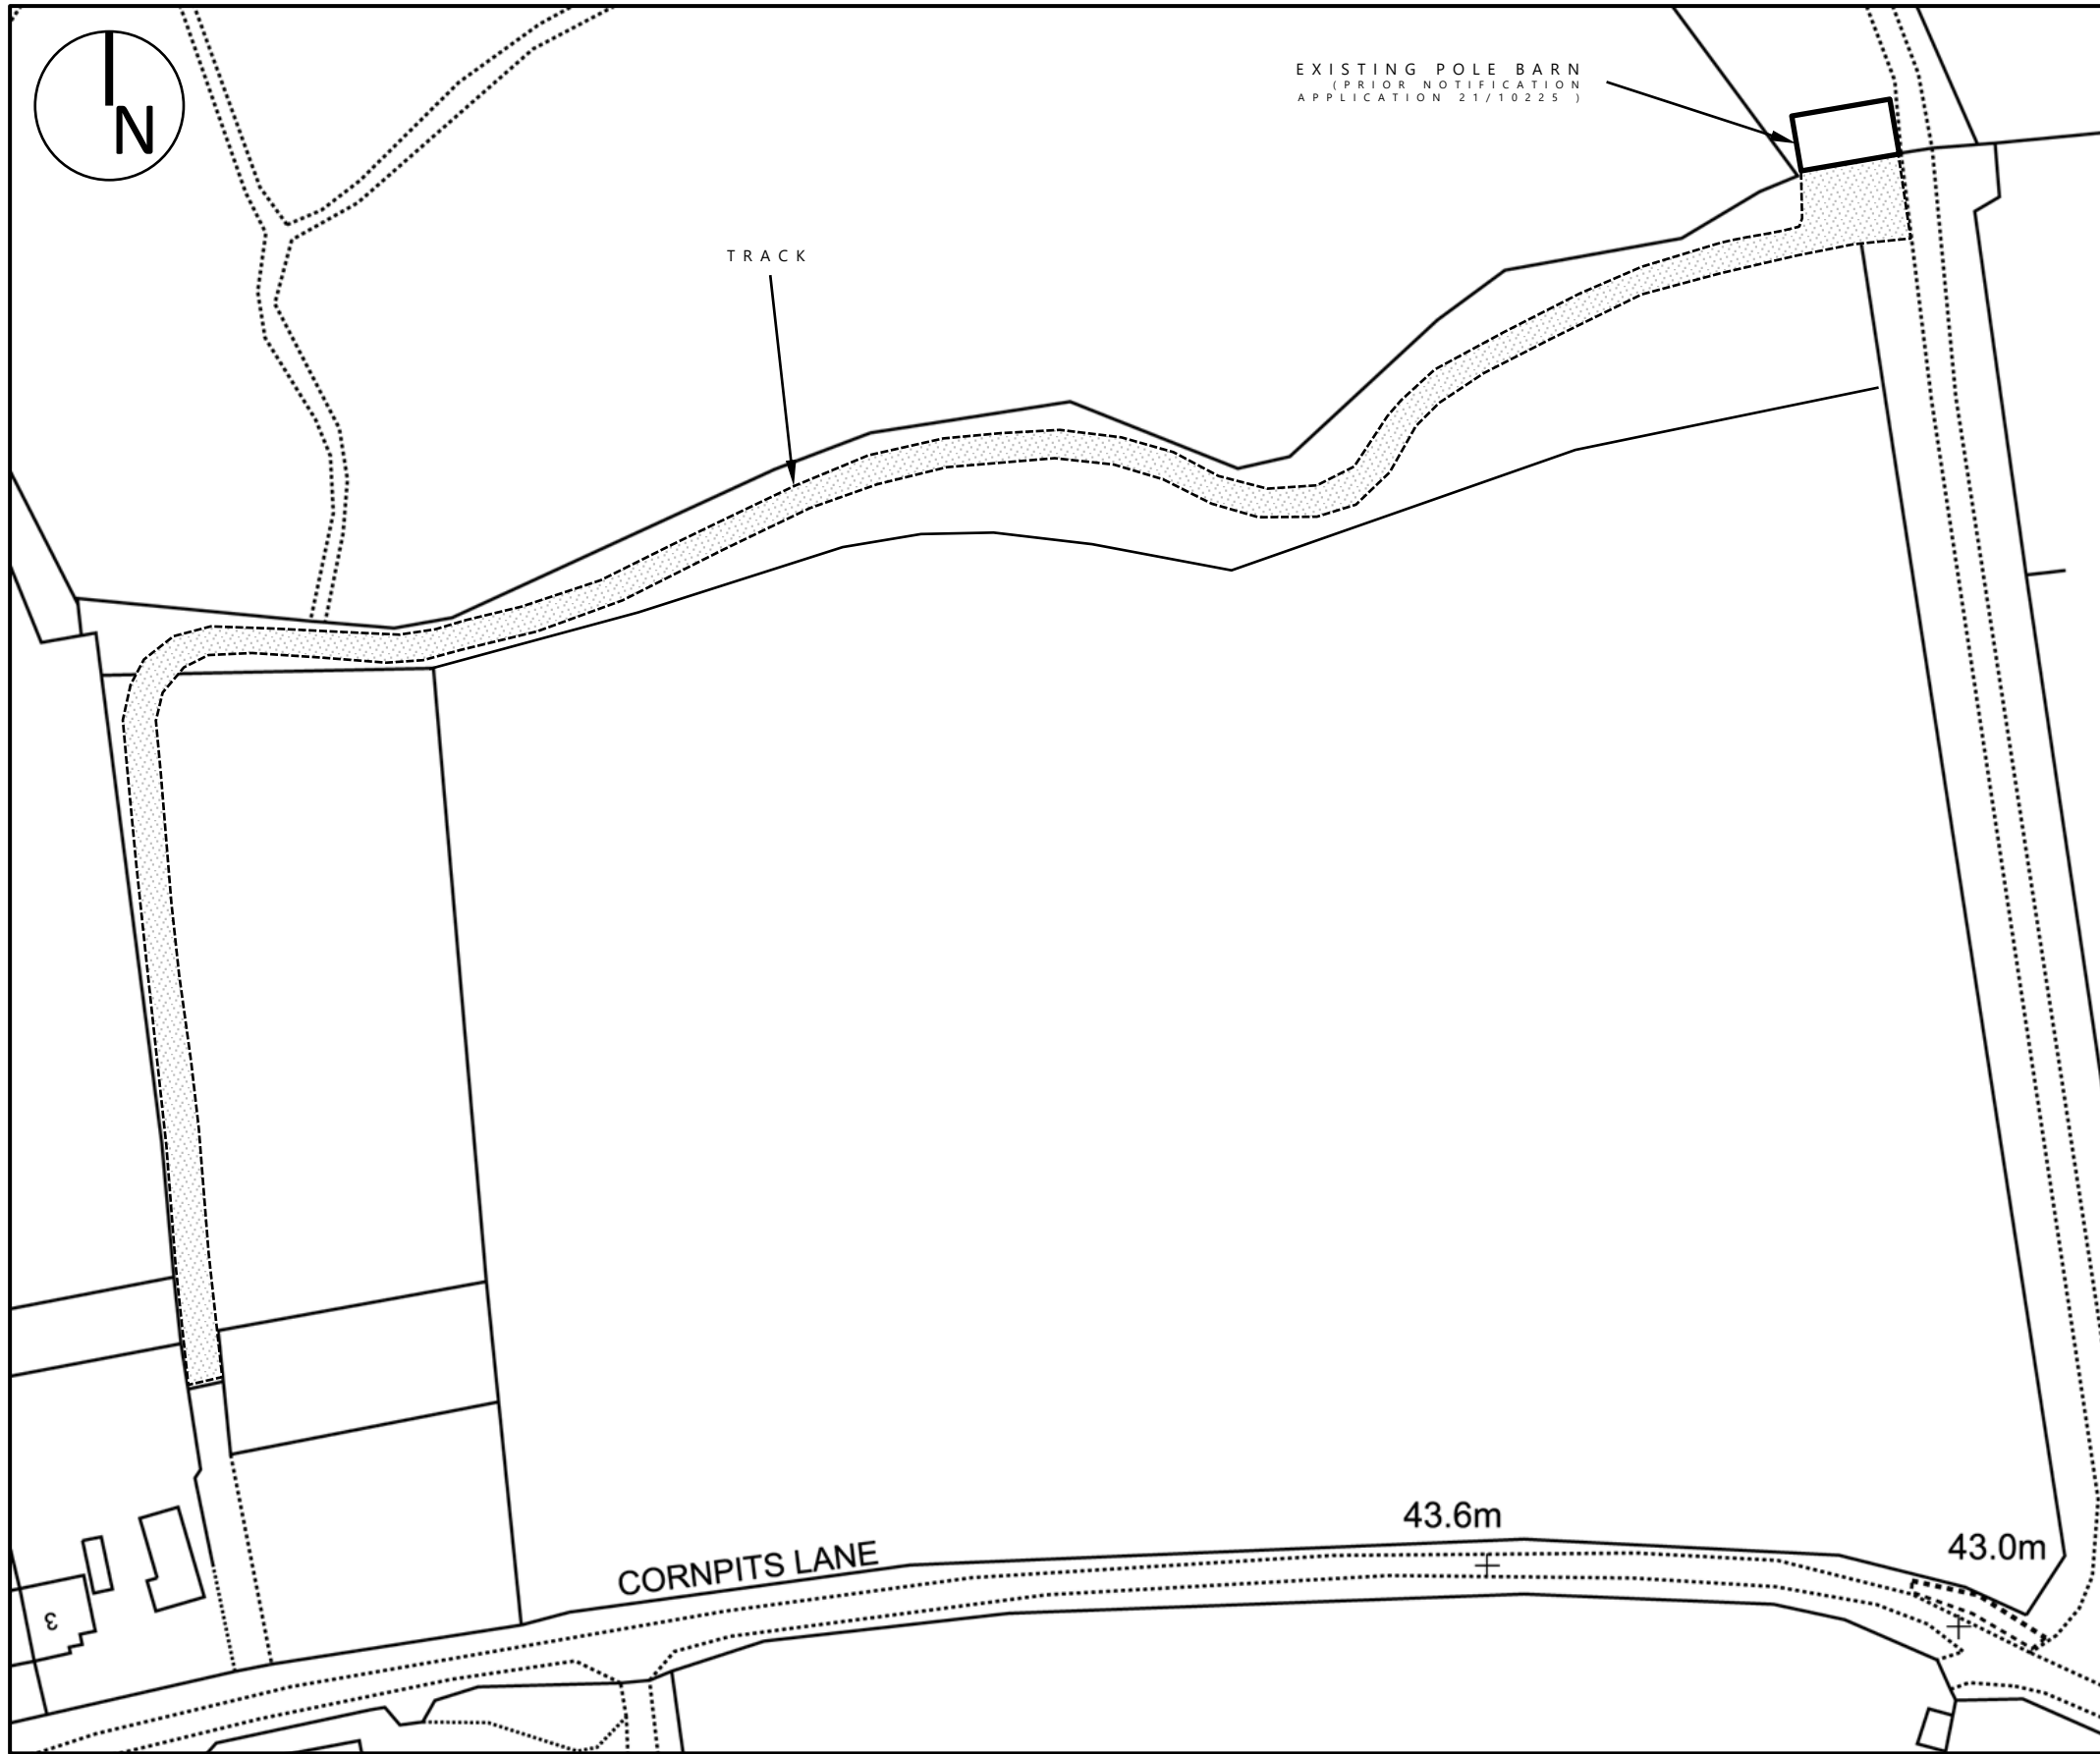 N
EXISTING POLE BARN
(PRIOR NOTIFICATION
APPLICATION 21/10225 )
TRACK
43.6m
43.0m
CORNPITS LANE
3